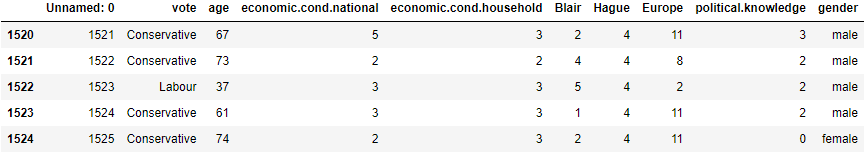 Unnamed: 0 vote age economic.cond.national economic.cond.household Blair Hague Europe political.knowledge gender
1520 1521 Conservative 67 5 3 2 4 11 3 male
1521 1522 Conservative 73 2 2 4 4 8 2 male
1522 1523 Labour 37 3 3 5 4 2 2 male
1523 1524 Conservative 61 3 3 1 4 11 2 male
1524 1525 Conservative 74 2 3 2 4 11 0 female